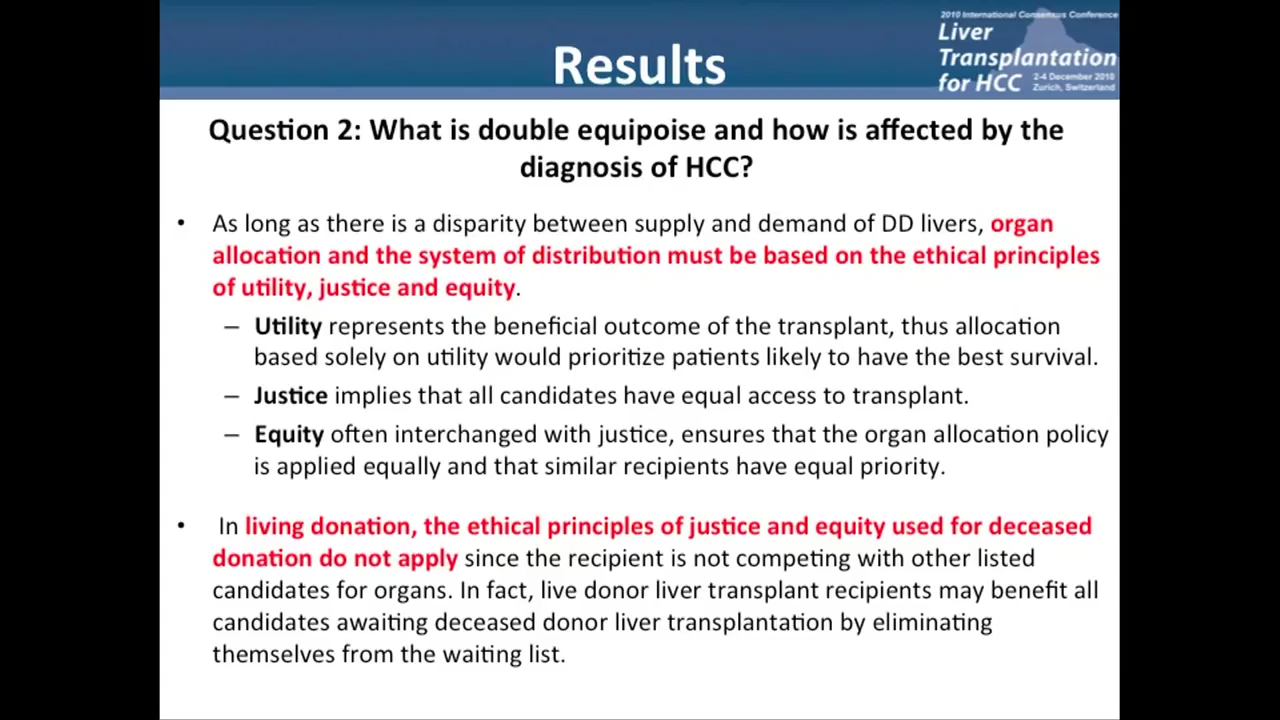 Results
2010 International Consensus Conference
Liver
Transplantation
for HCC
2-4 December 2010
Zurich, Switzerland
Question 2: What is double equipoise and how is affected by the
diagnosis of HCC?
• As long as there is a disparity between supply and demand of DD livers, organ
allocation and the system of distribution must be based on the ethical principles
of utility, justice and equity.
– Utility represents the beneficial outcome of the transplant, thus allocation
based solely on utility would prioritize patients likely to have the best survival.
– Justice implies that all candidates have equal access to transplant.
– Equity often interchanged with justice, ensures that the organ allocation policy
is applied equally and that similar recipients have equal priority.
• In living donation, the ethical principles of justice and equity used for deceased
donation do not apply since the recipient is not competing with other listed
candidates for organs. In fact, live donor liver transplant recipients may benefit all
candidates awaiting deceased donor liver transplantation by eliminating
themselves from the waiting list.